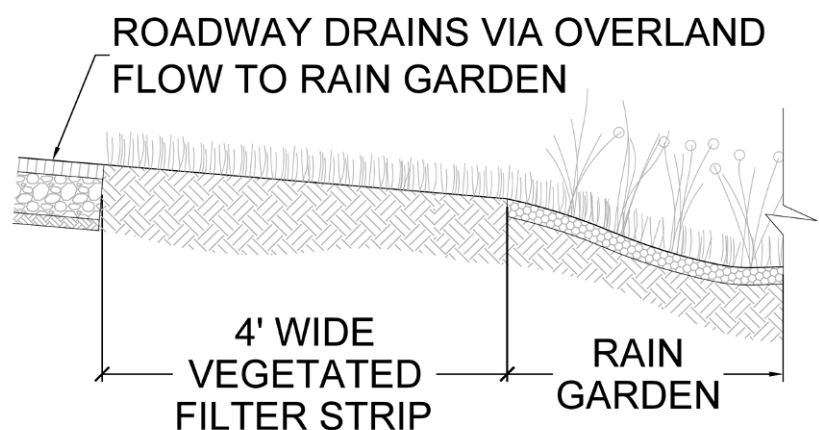 ROADWAY DRAINS VIA OVERLAND
FLOW TO RAIN GARDEN
4' WIDE
VEGETATED
FILTER STRIP
RAIN
GARDEN